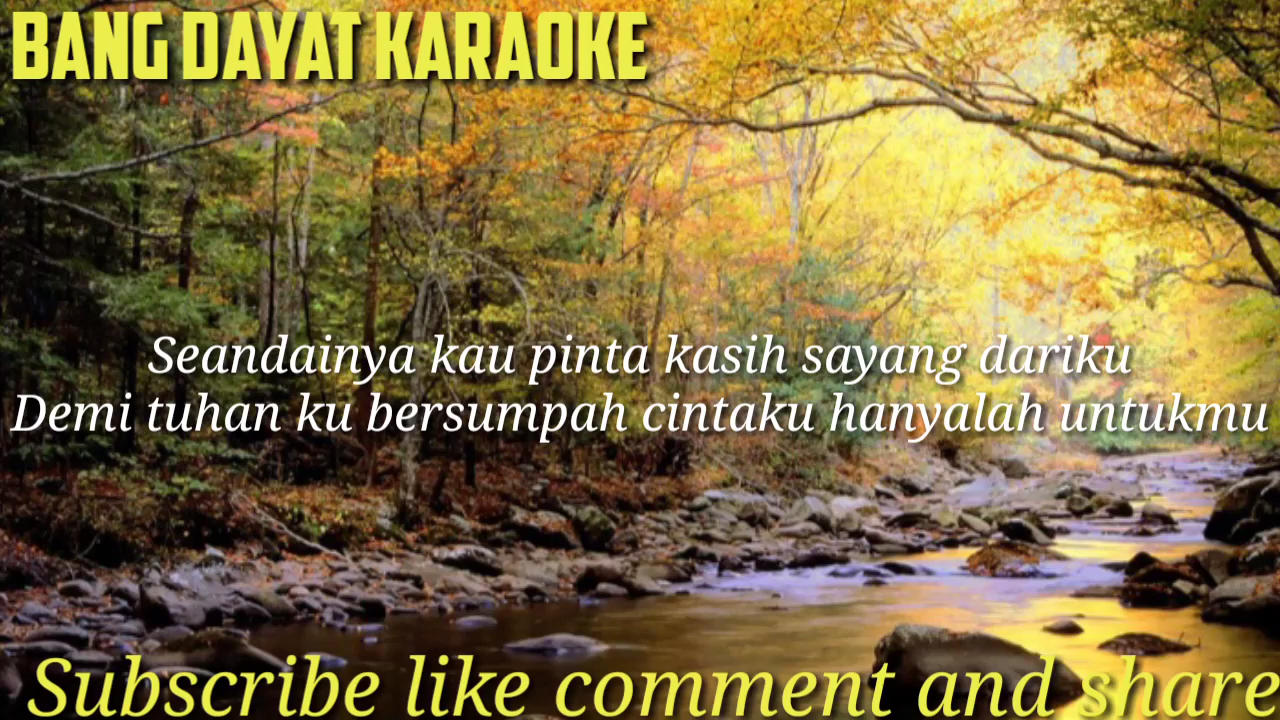 BANG DAYAT KARAOKE
Seandainya kau pinta kasih sayang dariku
Demi tuhan ku bersumpah cintaku hanyalah untukmu
Subscribe like comment and share